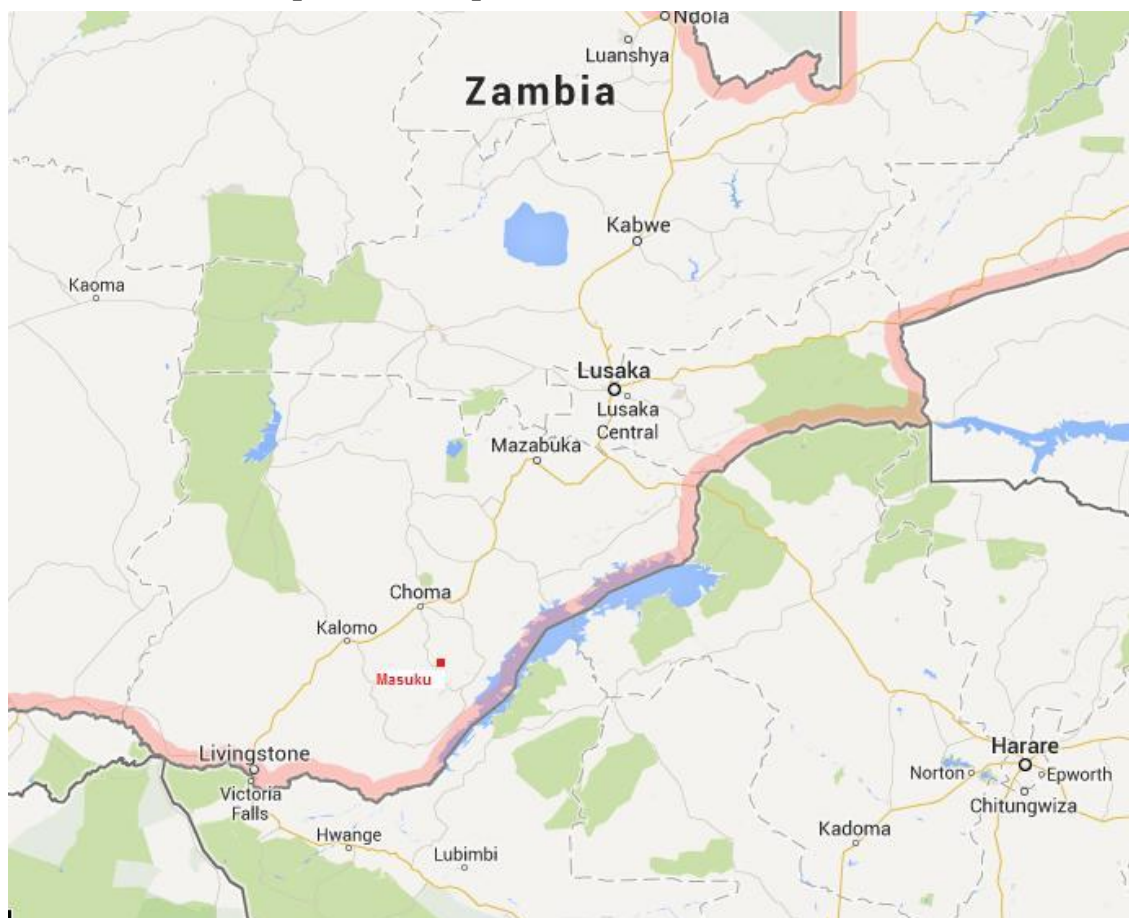 Ndola
Luanshya
Zambia
Kabwe
Kaoma
Lusaka
Lusaka
Central
Mazabuka
Choma
Kalomo
Masuku
Livingstone
Victoria
Falls
Harare
Norton
Epworth
Chitungwiza
Hwange
Kadoma
Lubimbi